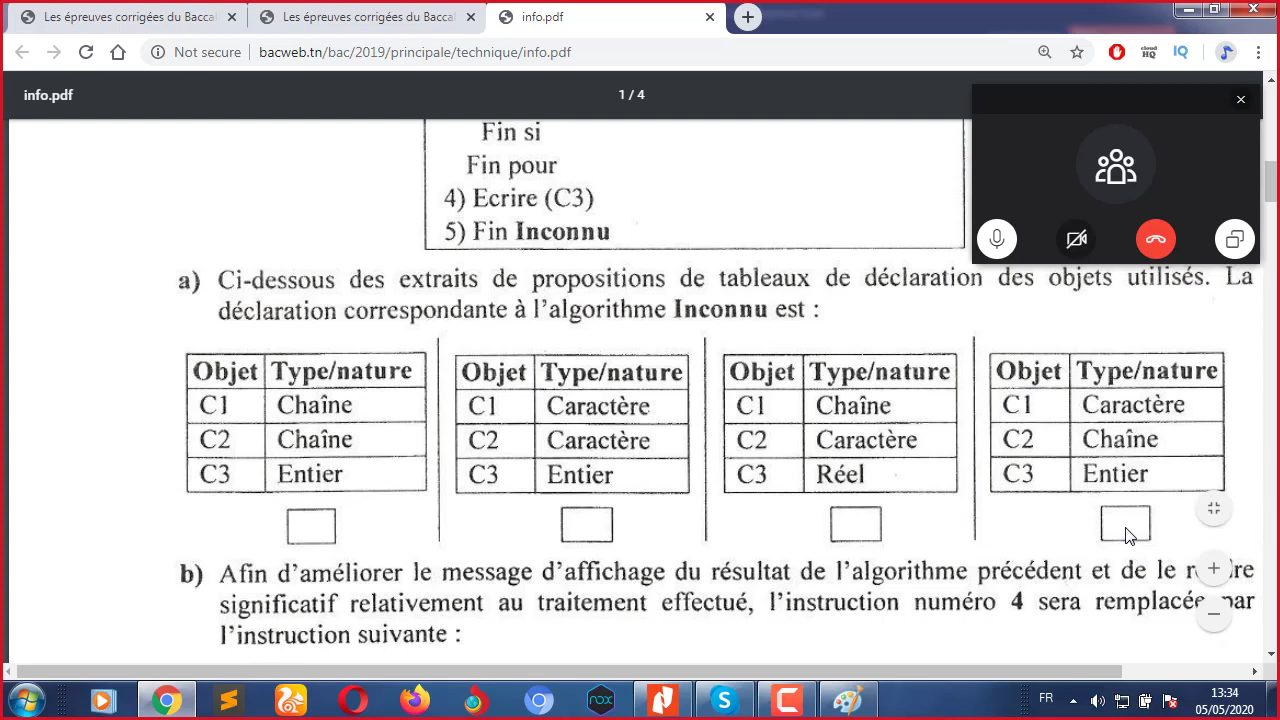 Les épreuves corrigées du Baccal
Les épreuves corrigées du Baccal
info.pdf
Not secure
bacweb.tn/bac/2019/principale/technique/info.pdf
cloud HQ
IQ
info.pdf
1 / 4
Fin si
Fin pour
4) Ecrire (C3)
5) Fin Inconnu
a) Ci-dessous des extraits de propositions de tableaux de déclaration des objets utilisés. La
déclaration correspondante à l'algorithme Inconnu est :
Objet Type/nature
C1 Chaîne
C2 Chaîne
C3 Entier
Objet Type/nature
C1 Caractère
C2 Caractère
C3 Entier
Objet Type/nature
C1 Chaîne
C2 Caractère
C3 Réel
Objet Type/nature
C1 Caractère
C2 Chaîne
C3 Entier
b) Afin d'améliorer le message d'affichage du résultat de l'algorithme précédent et de le
significatif relativement au traitement effectué, l'instruction numéro 4 sera remplacée par
l'instruction suivante :
nox
FR
13:34
05/05/2020